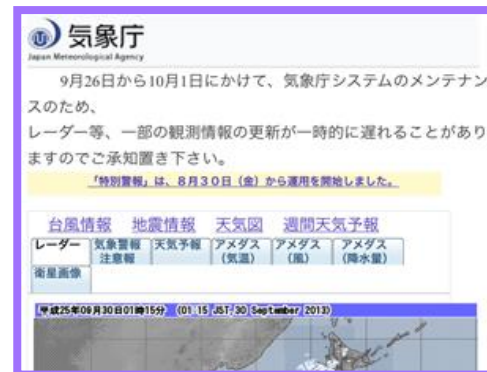 気象庁
Japan Meteorological Agency
9月26日から10月1日にかけて、気象庁システムのメンテナン
スのため、
レーダー等、一部の観測情報の更新が一時的に遅れることがあり
ますのでご承知置き下さい。
「特別警報」は、８月３０日（金）から運用を開始しました。
台風情報 地震情報 天気図 週間天気予報
レーダー 気象警報 天気予報 アメダス アメダス アメダス
注意報 (気温) (風) (降水量)
衛星画像
平成25年09月30日01時15分 (01:15 JST,30 September 2013)